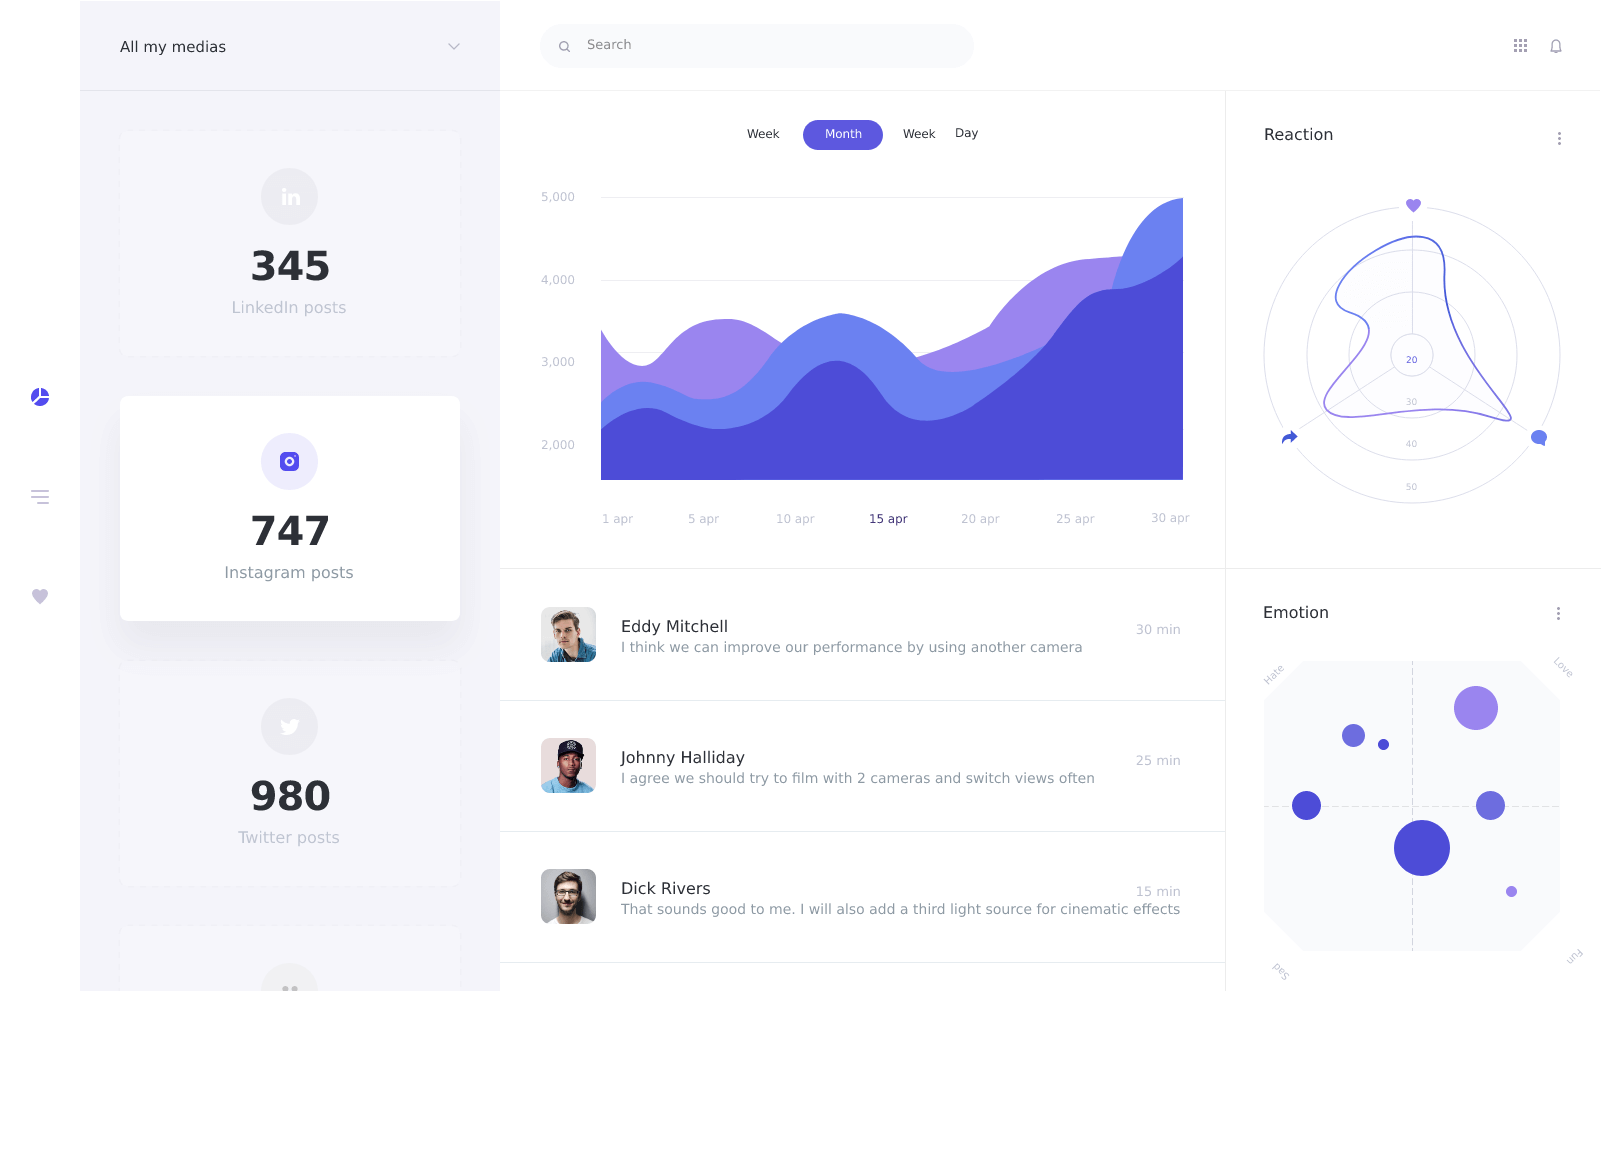 All my medias
Search
in
345
LinkedIn posts
747
Instagram posts
980
Twitter posts
Week
Month
Week
Day
5,000
4,000
3,000
2,000
1 apr
5 apr
10 apr
15 apr
20 apr
25 apr
30 apr
Reaction
20
30
40
50
Eddy Mitchell
30 min
I think we can improve our performance by using another camera
Johnny Halliday
25 min
I agree we should try to film with 2 cameras and switch views often
Dick Rivers
15 min
That sounds good to me. I will also add a third light source for cinematic effects
Emotion
Hate
Love
Sad
Fun